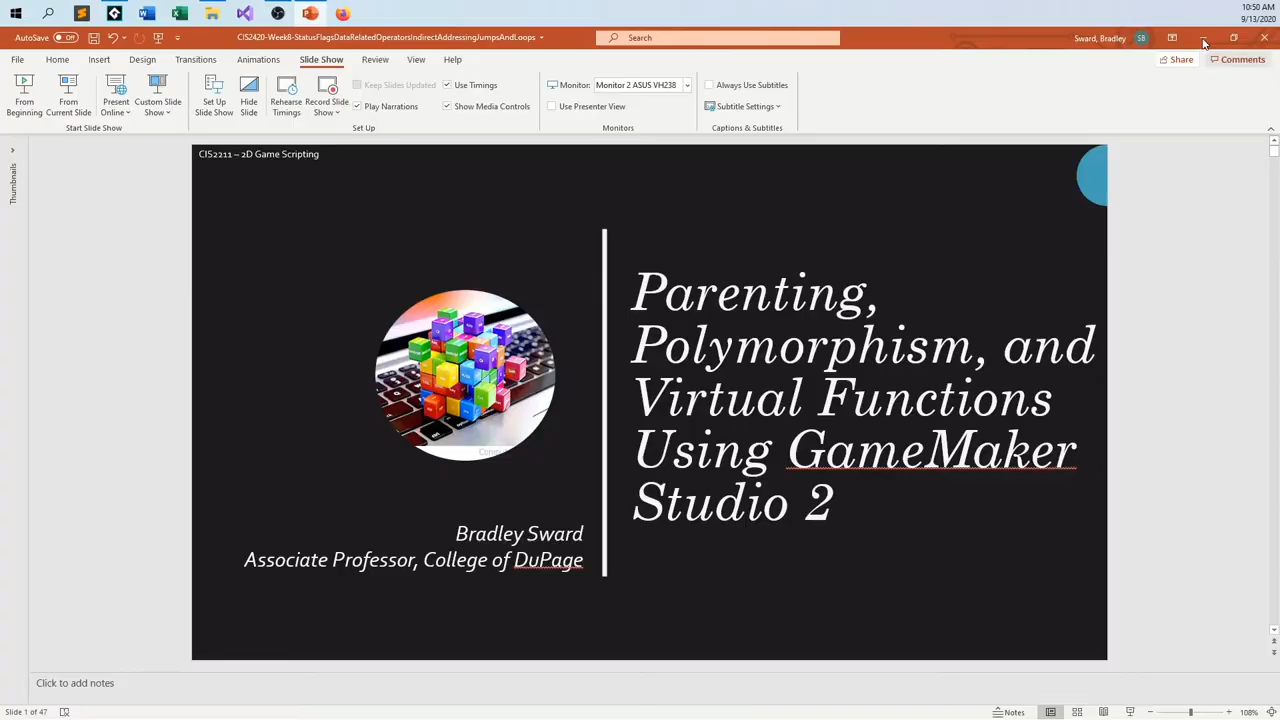 10:50 AM
9/13/2020
AutoSave Off
CIS2420-Week8-StatusFlagsDataRelatedOperatorsIndirectAddressingJumpsAndLoops
Search
Sward, Bradley
SB
File Home Insert Design Transitions Animations Slide Show Review View Help
Share
Comments
From Beginning
From Current Slide
Present Online
Custom Slide Show
Start Slide Show
Set Up Slide Show
Hide Slide
Rehearse Timings
Record Slide Show
Keep Slides Updated
Play Narrations
Use Timings
Show Media Controls
Set Up
Monitor: Monitor 2 ASUS VH238
Use Presenter View
Monitors
Always Use Subtitles
Subtitle Settings
Captions & Subtitles
Thumbnails
CIS2211 – 2D Game Scripting
Parenting,
Polymorphism, and
Virtual Functions
Using GameMaker
Studio 2
Bradley Sward
Associate Professor, College of DuPage
Click to add notes
Slide 1 of 47
Notes
108%